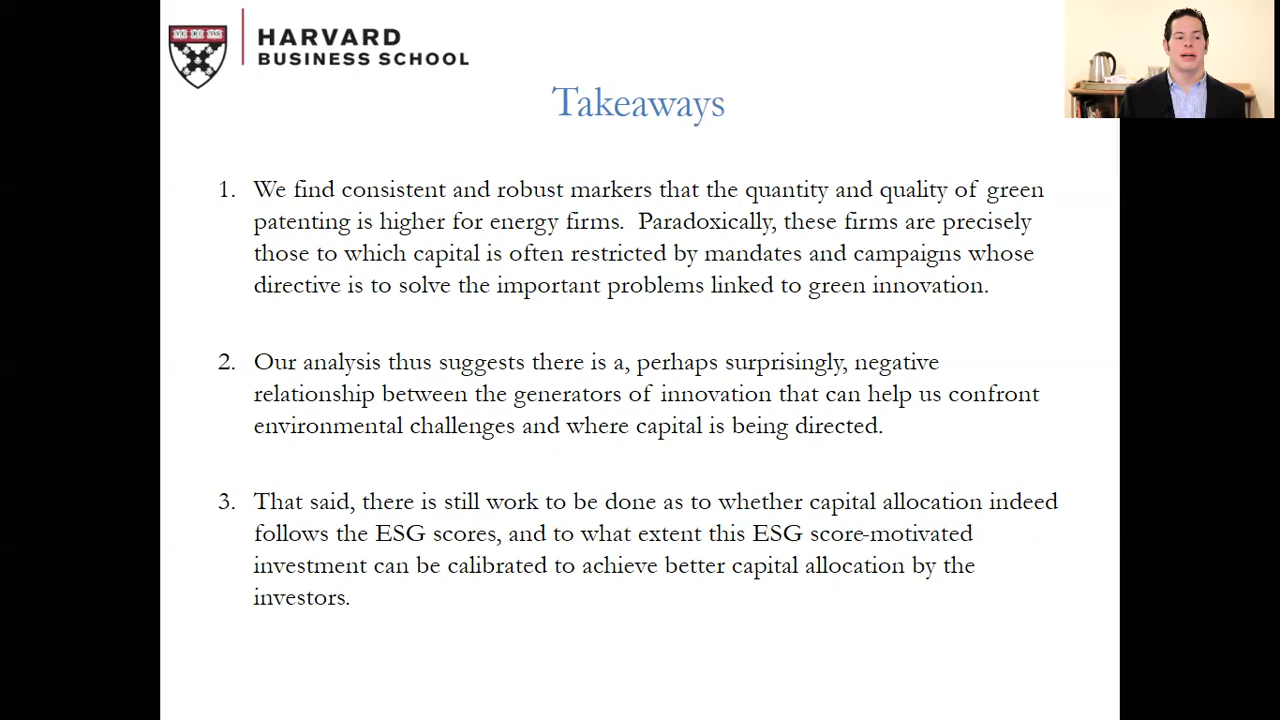 HARVARD
BUSINESS SCHOOL
Takeaways
1. We find consistent and robust markers that the quantity and quality of green
patenting is higher for energy firms. Paradoxically, these firms are precisely
those to which capital is often restricted by mandates and campaigns whose
directive is to solve the important problems linked to green innovation.
2. Our analysis thus suggests there is a, perhaps surprisingly, negative
relationship between the generators of innovation that can help us confront
environmental challenges and where capital is being directed.
3. That said, there is still work to be done as to whether capital allocation indeed
follows the ESG scores, and to what extent this ESG score-motivated
investment can be calibrated to achieve better capital allocation by the
investors.